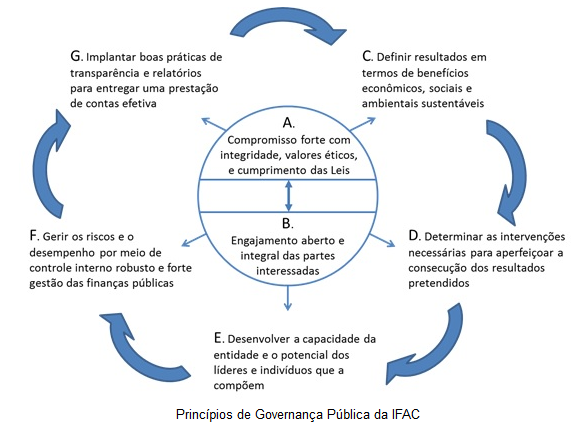 G. Implantar boas práticas de
transparência e relatórios
para entregar uma prestação
de contas efetiva
C. Definir resultados em
termos de benefícios
econômicos, sociais e
ambientais sustentáveis
A.
Compromisso forte com
integridade, valores éticos,
e cumprimento das Leis
B.
Engajamento aberto e
integral das partes
interessadas
F. Gerir os riscos e o
desempenho por meio de
controle interno robusto e forte
gestão das finanças públicas
D. Determinar as intervenções
necessárias para aperfeiçoar a
consecução dos resultados
pretendidos
E. Desenvolver a capacidade da
entidade e o potencial dos
líderes e indivíduos que a
compõem
Princípios de Governança Pública da IFAC